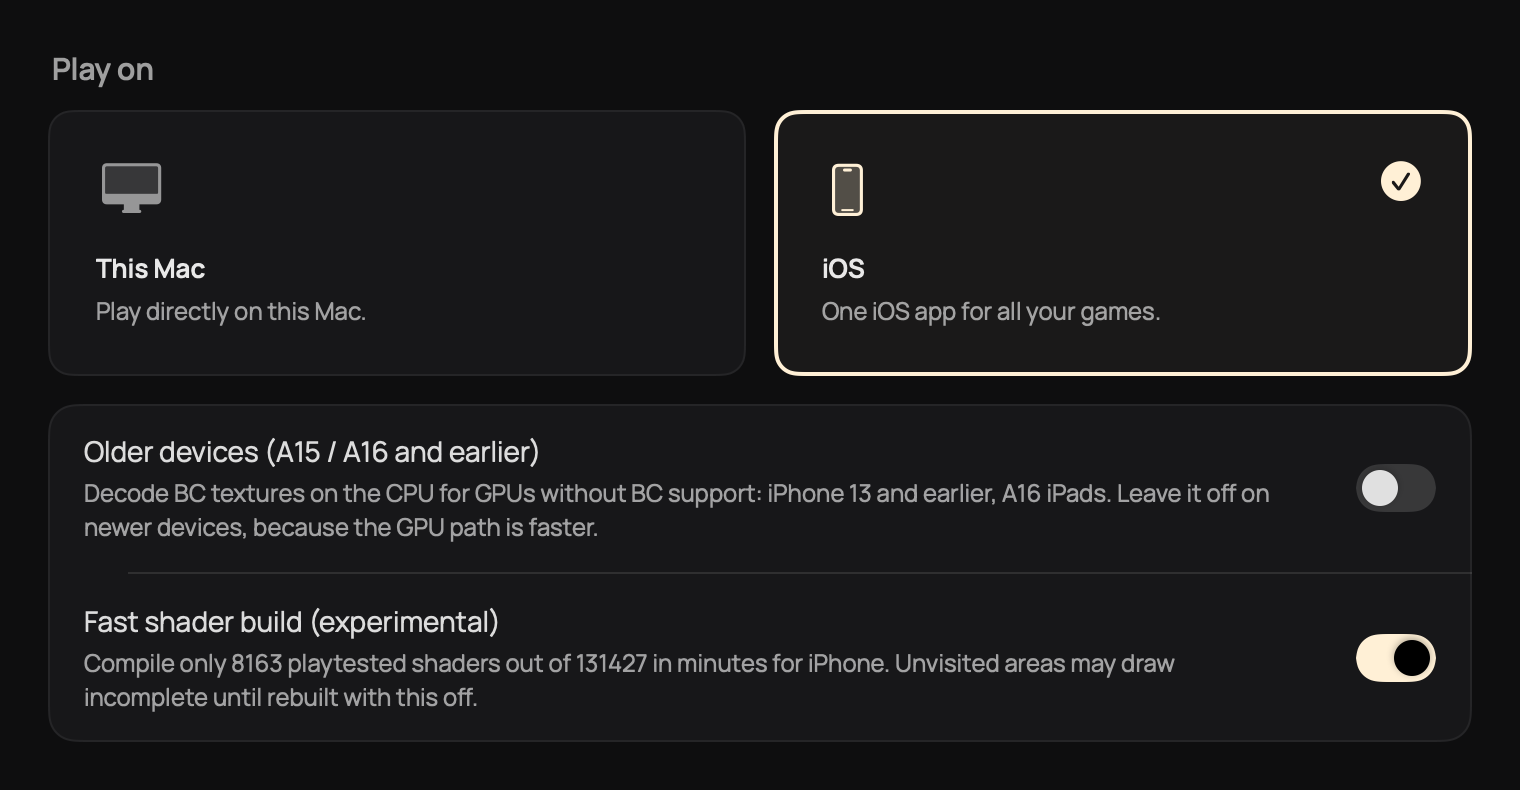 Play on
This Mac
Play directly on this Mac.
iOS
One iOS app for all your games.
Older devices (A15 / A16 and earlier)
Decode BC textures on the CPU for GPUs without BC support: iPhone 13 and earlier, A16 iPads. Leave it off on
newer devices, because the GPU path is faster.
Fast shader build (experimental)
Compile only 8163 playtested shaders out of 131427 in minutes for iPhone. Unvisited areas may draw
incomplete until rebuilt with this off.